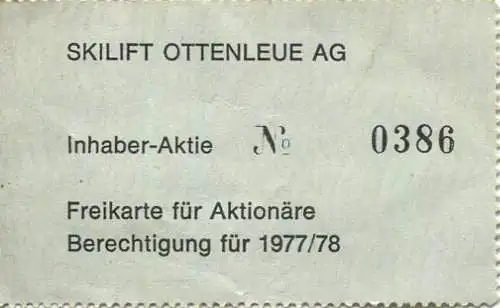 SKILIFT OTTENLEUE AG
Inhaber-Aktie № 0386
Freikarte für Aktionäre
Berechtigung für 1977/78